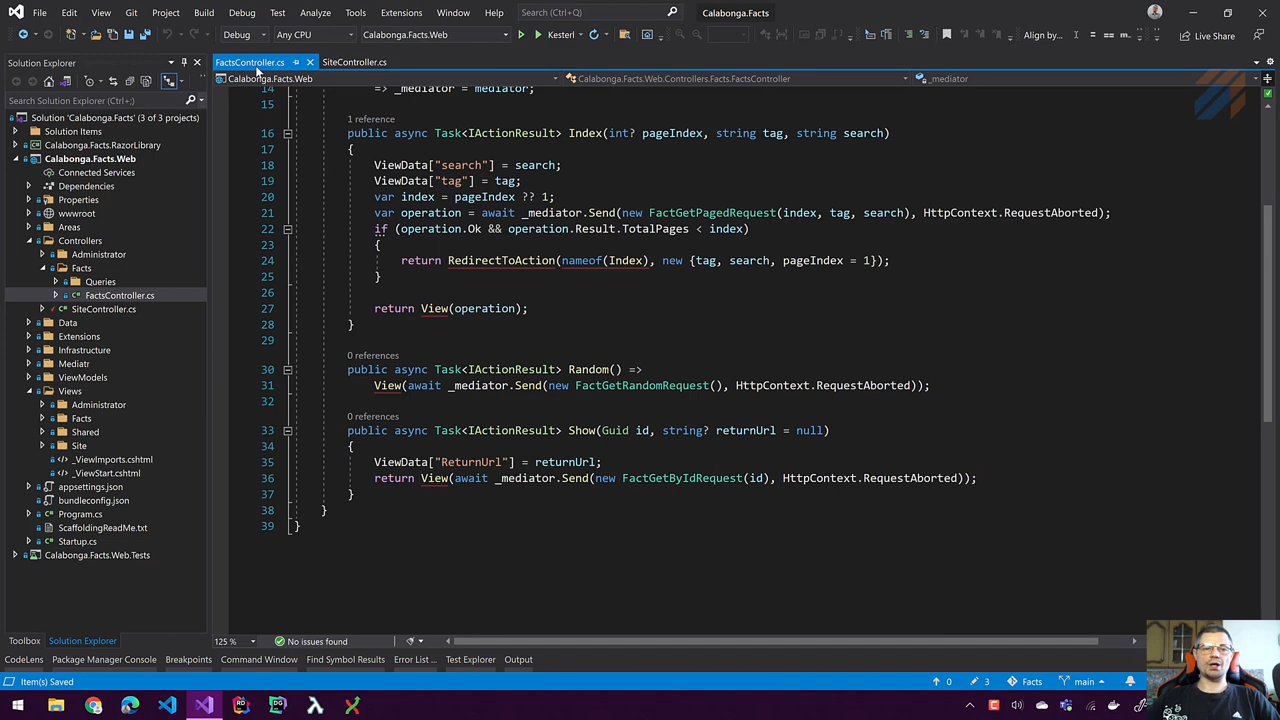 File Edit View Git Project Build Debug Test Analyze Tools Extensions Window Help Search (Ctrl+;) Calabonga.Facts
Debug Any CPU Calabonga.Facts.Web Kestrel Live Share
Solution Explorer
FactsController.cs SiteController.cs
Calabonga.Facts.Web Calabonga.Facts.Web.Controllers.Facts.FactsController _mediator
Search Solution Explorer (Ctrl+;)
Solution 'Calabonga.Facts' (3 of 3 projects)
Solution Items
Calabonga.Facts.RazorLibrary
Calabonga.Facts.Web
Connected Services
Dependencies
Properties
wwwroot
Areas
Controllers
Administrator
Facts
Queries
FactsController.cs
SiteController.cs
Data
Extensions
Infrastructure
Mediatr
ViewModels
Views
Administrator
Facts
Shared
Site
_ViewImports.cshtml
_ViewStart.cshtml
appsettings.json
bundleconfig.json
Program.cs
ScaffoldingReadMe.txt
Startup.cs
Calabonga.Facts.Web.Tests
14 => _mediator = mediator;
15
1 reference
16 public async Task<IActionResult> Index(int? pageIndex, string tag, string search)
17 {
18 ViewData["search"] = search;
19 ViewData["tag"] = tag;
20 var index = pageIndex ?? 1;
21 var operation = await _mediator.Send(new FactGetPagedRequest(index, tag, search), HttpContext.RequestAborted);
22 if (operation.Ok && operation.Result.TotalPages < index)
23 {
24 return RedirectToAction(nameof(Index), new {tag, search, pageIndex = 1});
25 }
26
27 return View(operation);
28 }
29
0 references
30 public async Task<IActionResult> Random() =>
31 View(await _mediator.Send(new FactGetRandomRequest(), HttpContext.RequestAborted));
32
0 references
33 public async Task<IActionResult> Show(Guid id, string? returnUrl = null)
34 {
35 ViewData["ReturnUrl"] = returnUrl;
36 return View(await _mediator.Send(new FactGetByIdRequest(id), HttpContext.RequestAborted));
37 }
38 }
39 }
125 % No issues found
Toolbox Solution Explorer
CodeLens Package Manager Console Breakpoints Command Window Find Symbol Results Error List ... Test Explorer Output
Item(s) Saved 0 3 Facts main